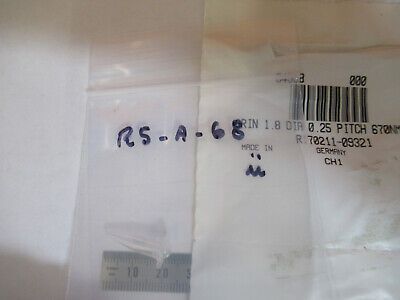 000
RS-A-68
RIN 1.8 DIA 0.25 PITCH 670NM
R.70211-09321
MADE IN
GERMANY
CH1
10 20 3